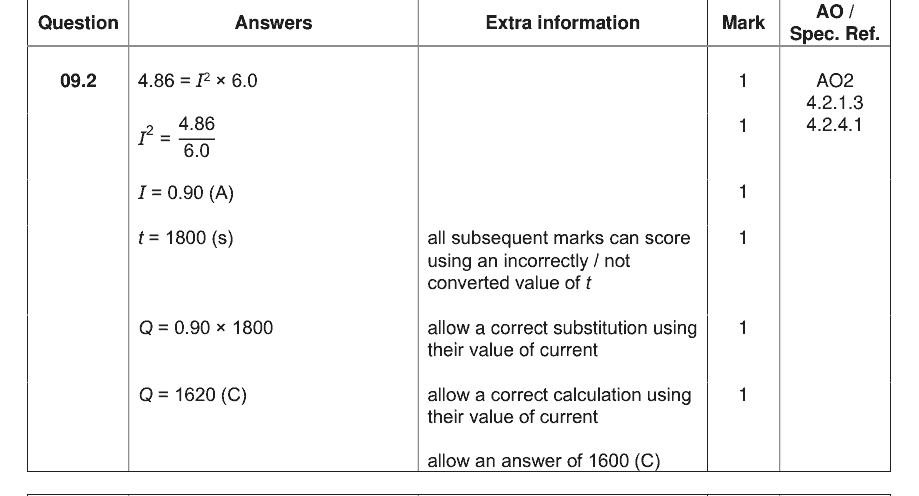 Question Answers Extra information Mark AO /
Spec. Ref.
09.2 4.86 = I² × 6.0 1 AO2
4.2.1.3
I² = 4.86 / 6.0 1 4.2.4.1
I = 0.90 (A) 1
t = 1800 (s) all subsequent marks can score 1
using an incorrectly / not
converted value of t
Q = 0.90 × 1800 allow a correct substitution using 1
their value of current
Q = 1620 (C) allow a correct calculation using 1
their value of current
allow an answer of 1600 (C)